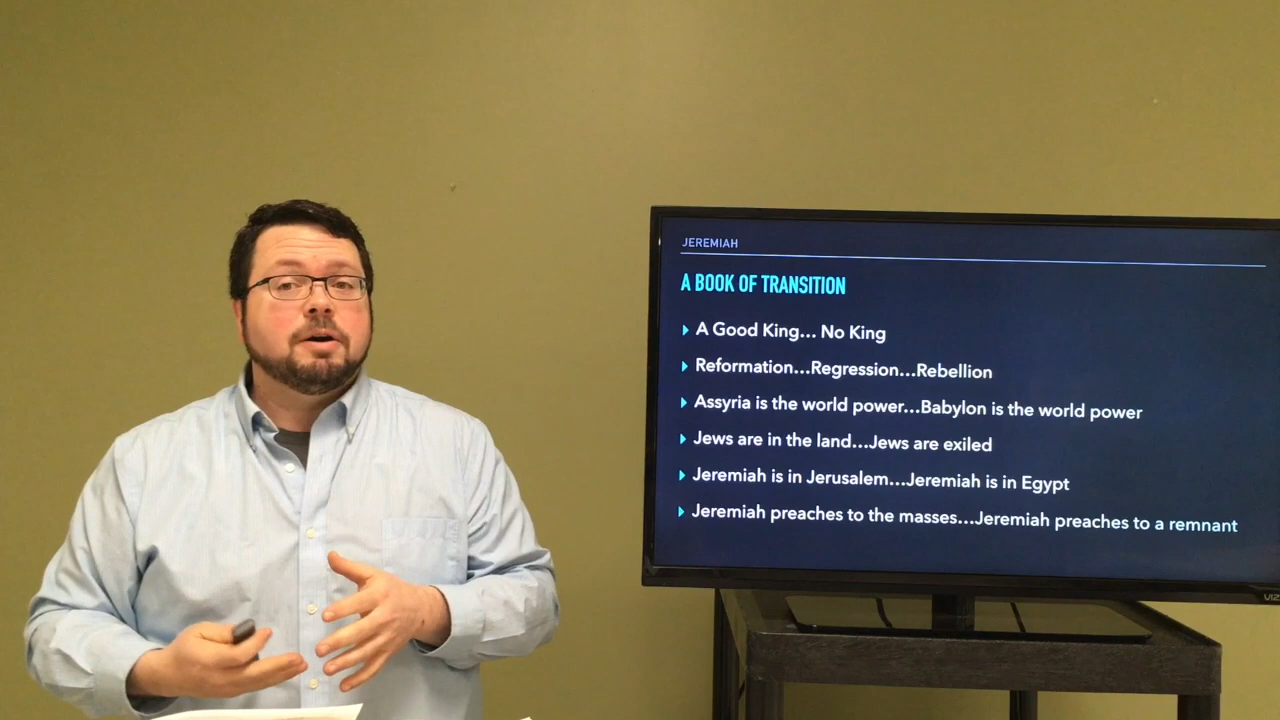 JEREMIAH
A BOOK OF TRANSITION
A Good King... No King
Reformation...Regression...Rebellion
Assyria is the world power...Babylon is the world power
Jews are in the land...Jews are exiled
Jeremiah is in Jerusalem...Jeremiah is in Egypt
Jeremiah preaches to the masses...Jeremiah preaches to a remnant
VIZ